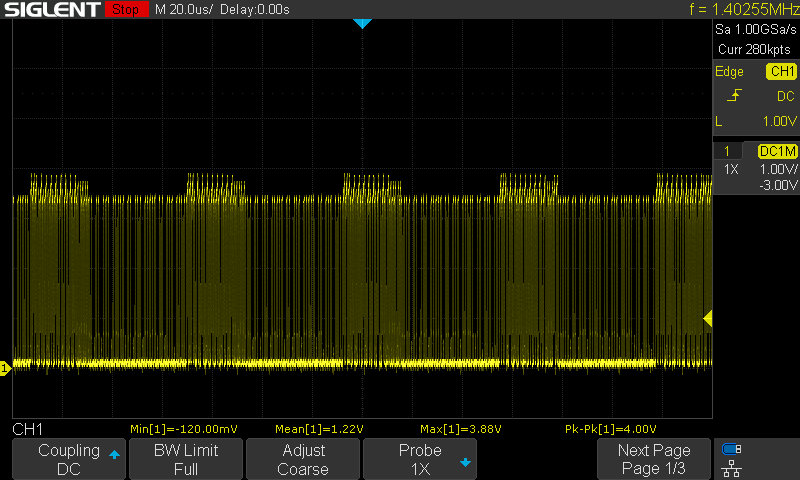 SIGLENT Stop M 20.0us/ Delay:0.00s f = 1.40255MHz
Sa 1.00GSa/s
Curr 280kpts
Edge CH1
DC
L 1.00V
1 DC1M
1X 1.00V/
-3.00V
1
CH1 Min[1]=-120.00mV Mean[1]=1.22V Max[1]=3.88V Pk-Pk[1]=4.00V
Coupling BW Limit Adjust Probe Next Page
DC Full Coarse 1X Page 1/3